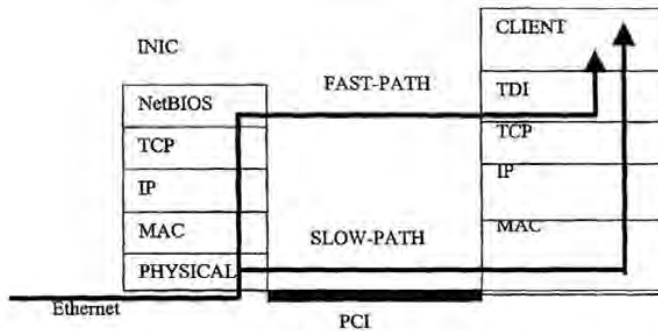 INIC
NetBIOS
TCP
IP
MAC
PHYSICAL
Ethernet
FAST-PATH
SLOW-PATH
PCI
CLIENT
TDI
TCP
IP
MAC